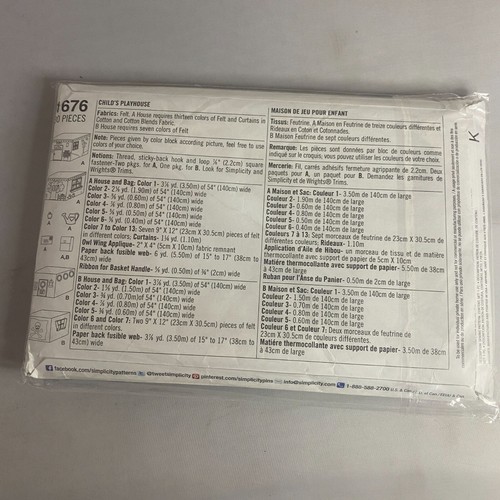 1676
CHILD'S PLAYHOUSE
PIECES
Fabrics: Felt. A House requires thirteen colors of Felt and Curtains in
Cotton and Cotton Blends Fabric.
B House requires seven colors of Felt
Note: Pieces given by color block according picture, feel free to use
colors of your choice.
Notions: Thread, sticky-back hook and loop ⅞" (2.2cm) square
fastener-Two pkgs. for A, One pkg. for B. Look for Simplicity and
Wrights® Trims.
A House and Bag: Color 1- 3⅞ yd. (3.50m) of 54" (140cm) wide
Color 2- 2⅛ yd. (1.90m) of 54" (140cm) wide
Color 3- ⅝ yd. (0.60m) of 54" (140cm) wide
Color 4- ⅞ yd. (0.80m) of 54" (140cm) wide
Color 5- ⅝ yd. (0.50m) of 54" (140cm) wide
Color 6- ½ yd. (0.40m) of 54" (140cm) wide
Color 7 to Color 13: Seven 9" X 12" (23cm X 30.5cm) pieces of felt
in different colors. Curtains- 1¼ yd. (1.10m)
Owl Wing Applique- 2" X 4" (5cm X 10cm) fabric remnant
Paper back fusible web- 6 yd. (5.50m) of 15" to 17" (38cm to
43cm) wide
Ribbon for Basket Handle- ⅝ yd. (0.50m) of ¾" (2cm) wide
B House and Bag: Color 1- 3⅞ yd. (3.50m) of 54" (140cm) wide
Color 2- 1⅝ yd. (1.50m) of 54" (140cm) wide
Color 3- ¾ yd. (0.70m) of 54" (140cm) wide
Color 4- ⅞ yd. (0.80m) of 54" (140cm) wide
Color 5- ¾ yd. (0.60m) of 54" (140cm) wide
Color 6 and Color 7: Two 9" X 12" (23cm X 30.5cm) pieces of felt
in different colors.
Paper back fusible web- 3⅞ yd. (3.50m) of 15" to 17" (38cm to
43cm) wide
MAISON DE JEU POUR ENFANT
Tissus: Feutrine. A Maison en Feutrine de treize couleurs différentes et
Rideaux en Coton et Cotonnades.
B Maison Feutrine de sept couleurs différents.
Remarque: Les pièces sont données par bloc de couleurs comme
indiqué sur le croquis; vous pouvez utiliser les couleurs de votre choix.
Mercerie: Fil, carrés adhésifs fermeture agrippante de 2.2cm. Deux
paquets pour A, un paquet pour B. Demandez les garnitures de
Simplicity et de Wrights® Trims.
A Maison et Sac: Couleur 1- 3.50m de 140cm de large
Couleur 2- 1.90m de 140cm de large
Couleur 3- 0.60m de 140cm de large
Couleur 4- 0.80m de 140cm de large
Couleur 5- 0.50m de 140cm de large
Couleur 6- 0.40m de 140cm de large
Couleurs 7 à 13: Sept morceaux de feutrine de 23cm X 30.5cm de
différentes couleurs; Rideaux- 1.10m
Application d'Aile de Hibou- un morceau de tissu et de matière
thermocollante avec support de papier de 5cm X 10cm
Matière thermocollante avec support de papier- 5.50m de 38cm
à 43cm de large
Ruban pour l'Anse du Panier- 0.50m de 2cm de large
B Maison et Sac: Couleur 1- 3.50m de 140cm de large
Couleur 2- 1.50m de 140cm de large
Couleur 3- 0.70m de 140cm de large
Couleur 4- 0.80m de 140cm de large
Couleur 5- 0.60m de 140cm de large
Couleur 6 et Couleur 7: Deux morceaux de feutrine de
23cm X 30.5cm de couleurs différentes.
Matière thermocollante avec support de papier- 3.50m de 38cm
à 43cm de large
A
A
A
A,B
B
B
K
facebook.com/simplicitypatterns @tweetsimplicity pinterest.com/simplicitypins info@simplicity.com 1-888-588-2700